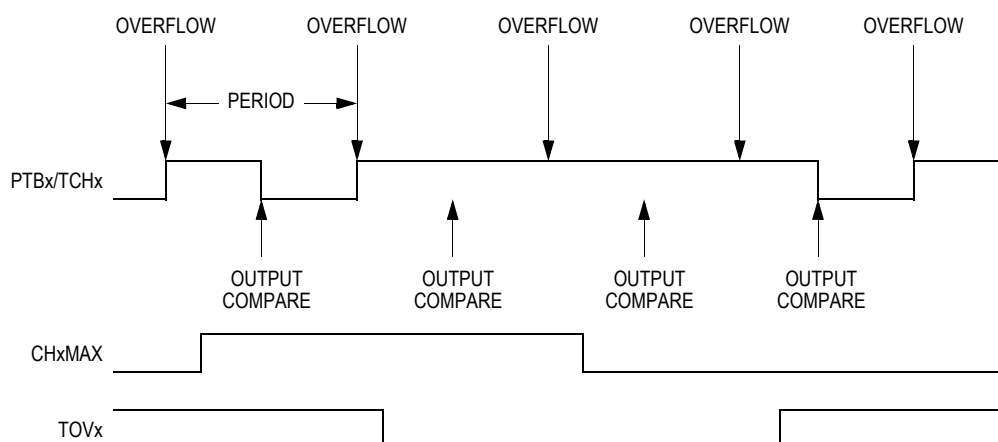 OVERFLOW OVERFLOW OVERFLOW OVERFLOW OVERFLOW
PERIOD
PTBx/TCHx
OUTPUT OUTPUT OUTPUT OUTPUT
COMPARE COMPARE COMPARE COMPARE
CHxMAX
TOVx